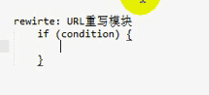 rewirte: URL重写模块
if (condition) {
}